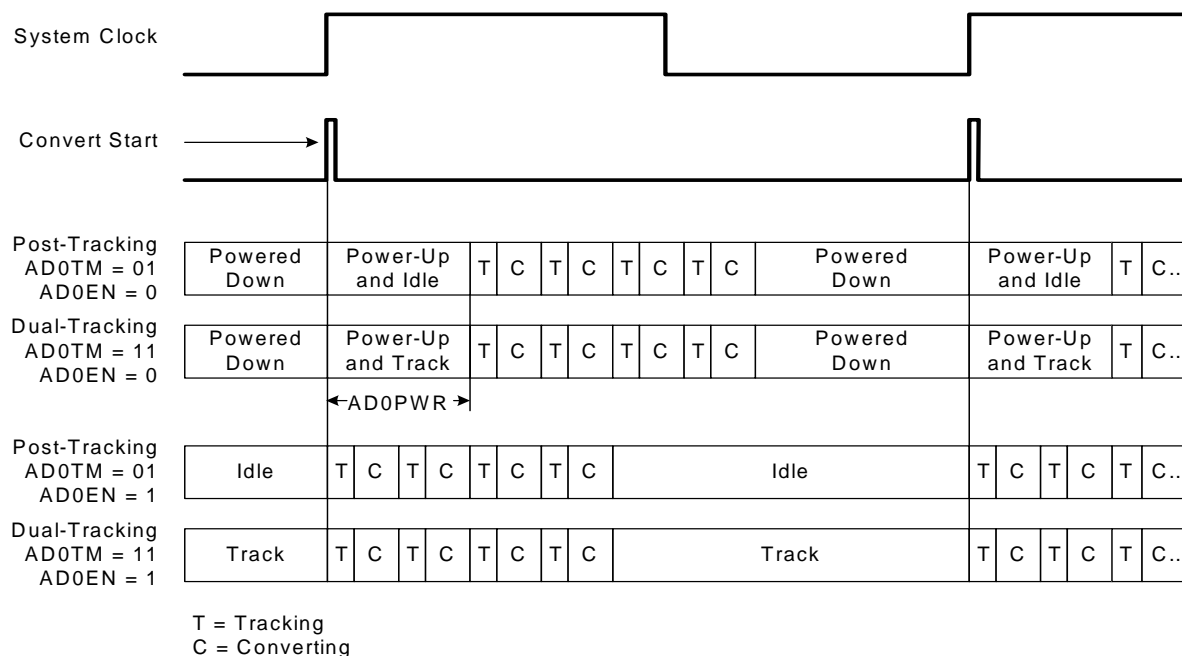 System Clock
Convert Start
Post-Tracking
AD0TM = 01
AD0EN = 0
Powered
Down
Power-Up
and Idle
T C T C T C T C
Powered
Down
Power-Up
and Idle
T C..
Dual-Tracking
AD0TM = 11
AD0EN = 0
Powered
Down
Power-Up
and Track
T C T C T C T C
Powered
Down
Power-Up
and Track
T C..
AD0PWR
Post-Tracking
AD0TM = 01
AD0EN = 1
Idle T C T C T C T C Idle T C T C T C..
Dual-Tracking
AD0TM = 11
AD0EN = 1
Track T C T C T C T C Track T C T C T C..
T = Tracking
C = Converting